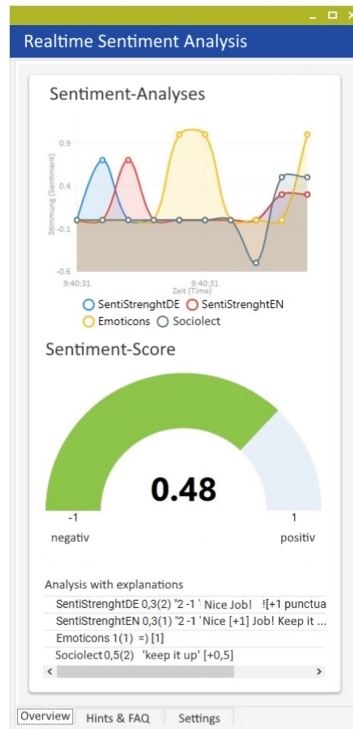 Realtime Sentiment Analysis
Sentiment-Analyses
0.9
0.4
-0.1
-0.6
Stimmung (Sentiment)
9:40:31 9:40:31
Zeit (Time)
SentiStrenghtDE SentiStrenghtEN
Emoticons Sociolect
Sentiment-Score
0.48
-1 1
negativ positiv
Analysis with explanations
SentiStrenghtDE 0,3(2) "2 -1 ' Nice Job! ![+1 punctua
SentiStrenghtEN 0,3(1) "2 -1 ' Nice [+1] Job! Keep it ...
Emoticons 1(1) =) [1]
Sociolect 0,5(2) 'keep it up' [+0,5]
Overview Hints & FAQ Settings